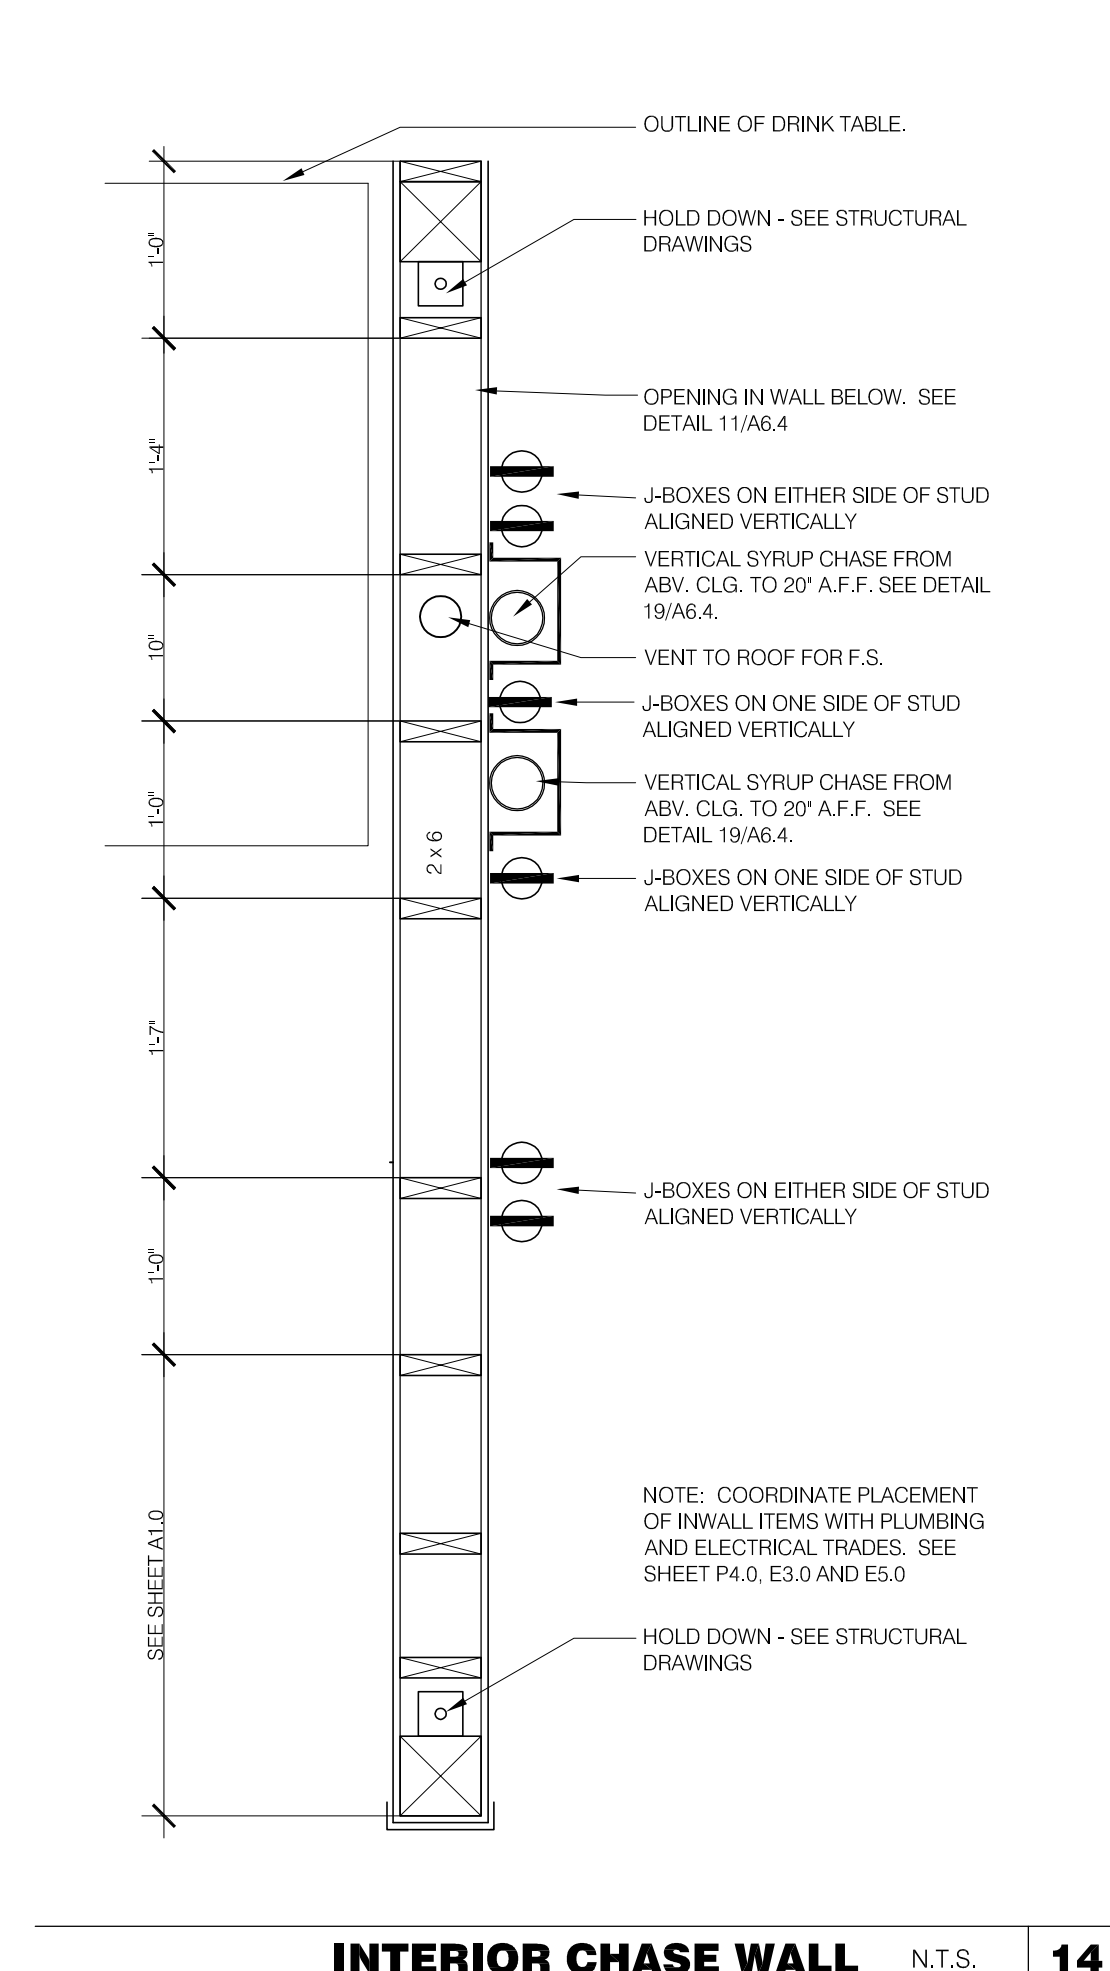 OUTLINE OF DRINK TABLE.
HOLD DOWN - SEE STRUCTURAL
DRAWINGS
1'-0"
OPENING IN WALL BELOW.  SEE
DETAIL 11/A6.4
1'-4"
J-BOXES ON EITHER SIDE OF STUD
ALIGNED VERTICALLY
VERTICAL SYRUP CHASE FROM
ABV. CLG. TO 20" A.F.F. SEE DETAIL
19/A6.4.
10"
VENT TO ROOF FOR F.S.
J-BOXES ON ONE SIDE OF STUD
ALIGNED VERTICALLY
1'-0"
VERTICAL SYRUP CHASE FROM
ABV. CLG. TO 20" A.F.F.  SEE
DETAIL 19/A6.4.
2 x 6
J-BOXES ON ONE SIDE OF STUD
ALIGNED VERTICALLY
1'-7"
J-BOXES ON EITHER SIDE OF STUD
ALIGNED VERTICALLY
1'-0"
NOTE:  COORDINATE PLACEMENT
OF INWALL ITEMS WITH PLUMBING
AND ELECTRICAL TRADES.  SEE
SHEET P4.0, E3.0 AND E5.0
SEE SHEET A1.0
HOLD DOWN - SEE STRUCTURAL
DRAWINGS
INTERIOR CHASE WALL N.T.S. 14